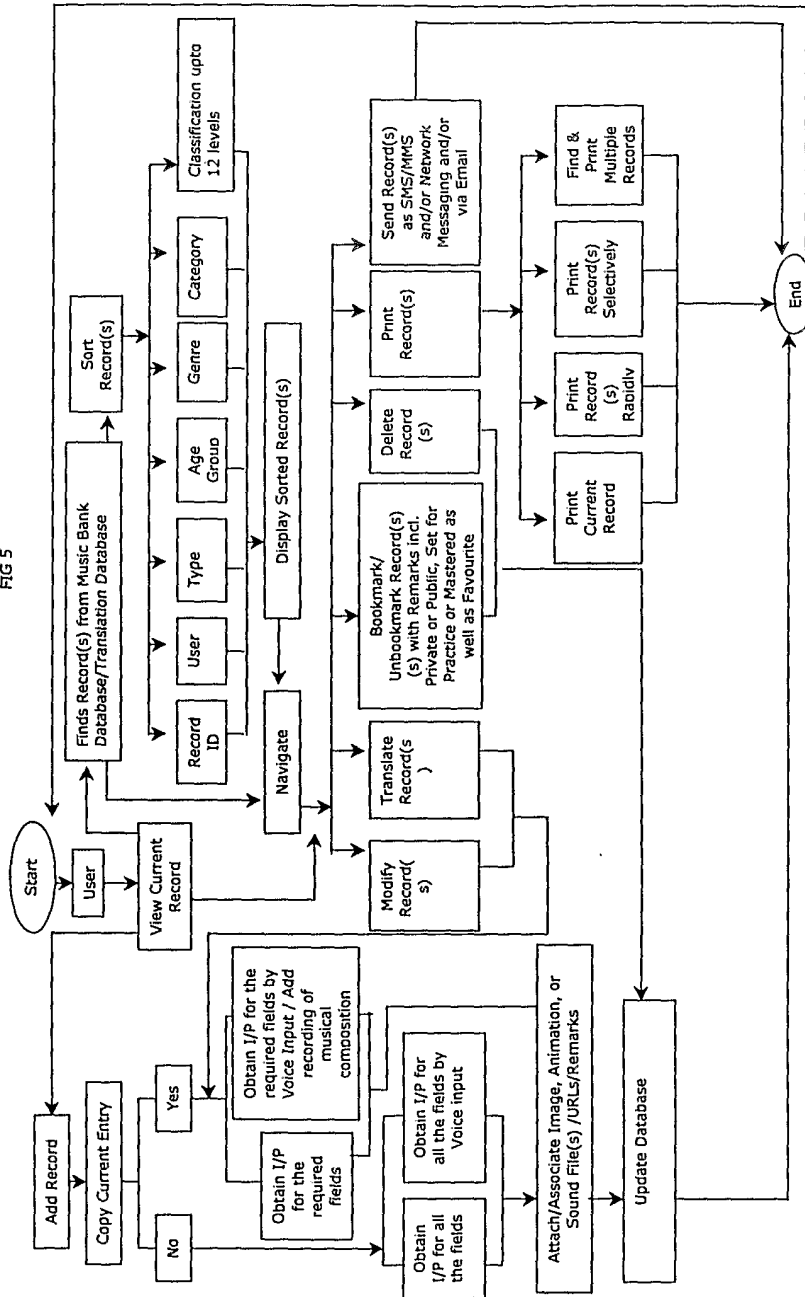 FIG 5
Start
User
View Current
Record
Add Record
Copy Current Entry
No
Yes
Obtain I/P
for the
required
fields
Obtain I/P for the
required fields by
Voice Input / Add
recording of
musical
composition
Obtain
I/P for all
the fields
Obtain I/P for
all the fields by
Voice input
Attach/Associate Image, Animation, or
Sound File(s) /URLs/Remarks
Update Database
Finds Record(s) from Music Bank
Database/Translation Database
Sort
Record(s)
Record
ID
User
Type
Age
Group
Genre
Category
Classification upto
12 levels
Display Sorted Record(s)
Navigate
Modify
Record(
s)
Translate
Record(s
)
Bookmark/
Unbookmark Record(s)
(s) with Remarks incl.
Private or Public, Set for
Practice or Mastered as
well as Favourite
Delete
Record
(s)
Print
Record(s)
Send Record(s)
as SMS/MMS
and/or Network
Messaging and/or
via Email
Print
Current
Record
Print
Record
(s)
Rapidly
Print
Record(s)
Selectively
Find &
Print
Multiple
Records
End